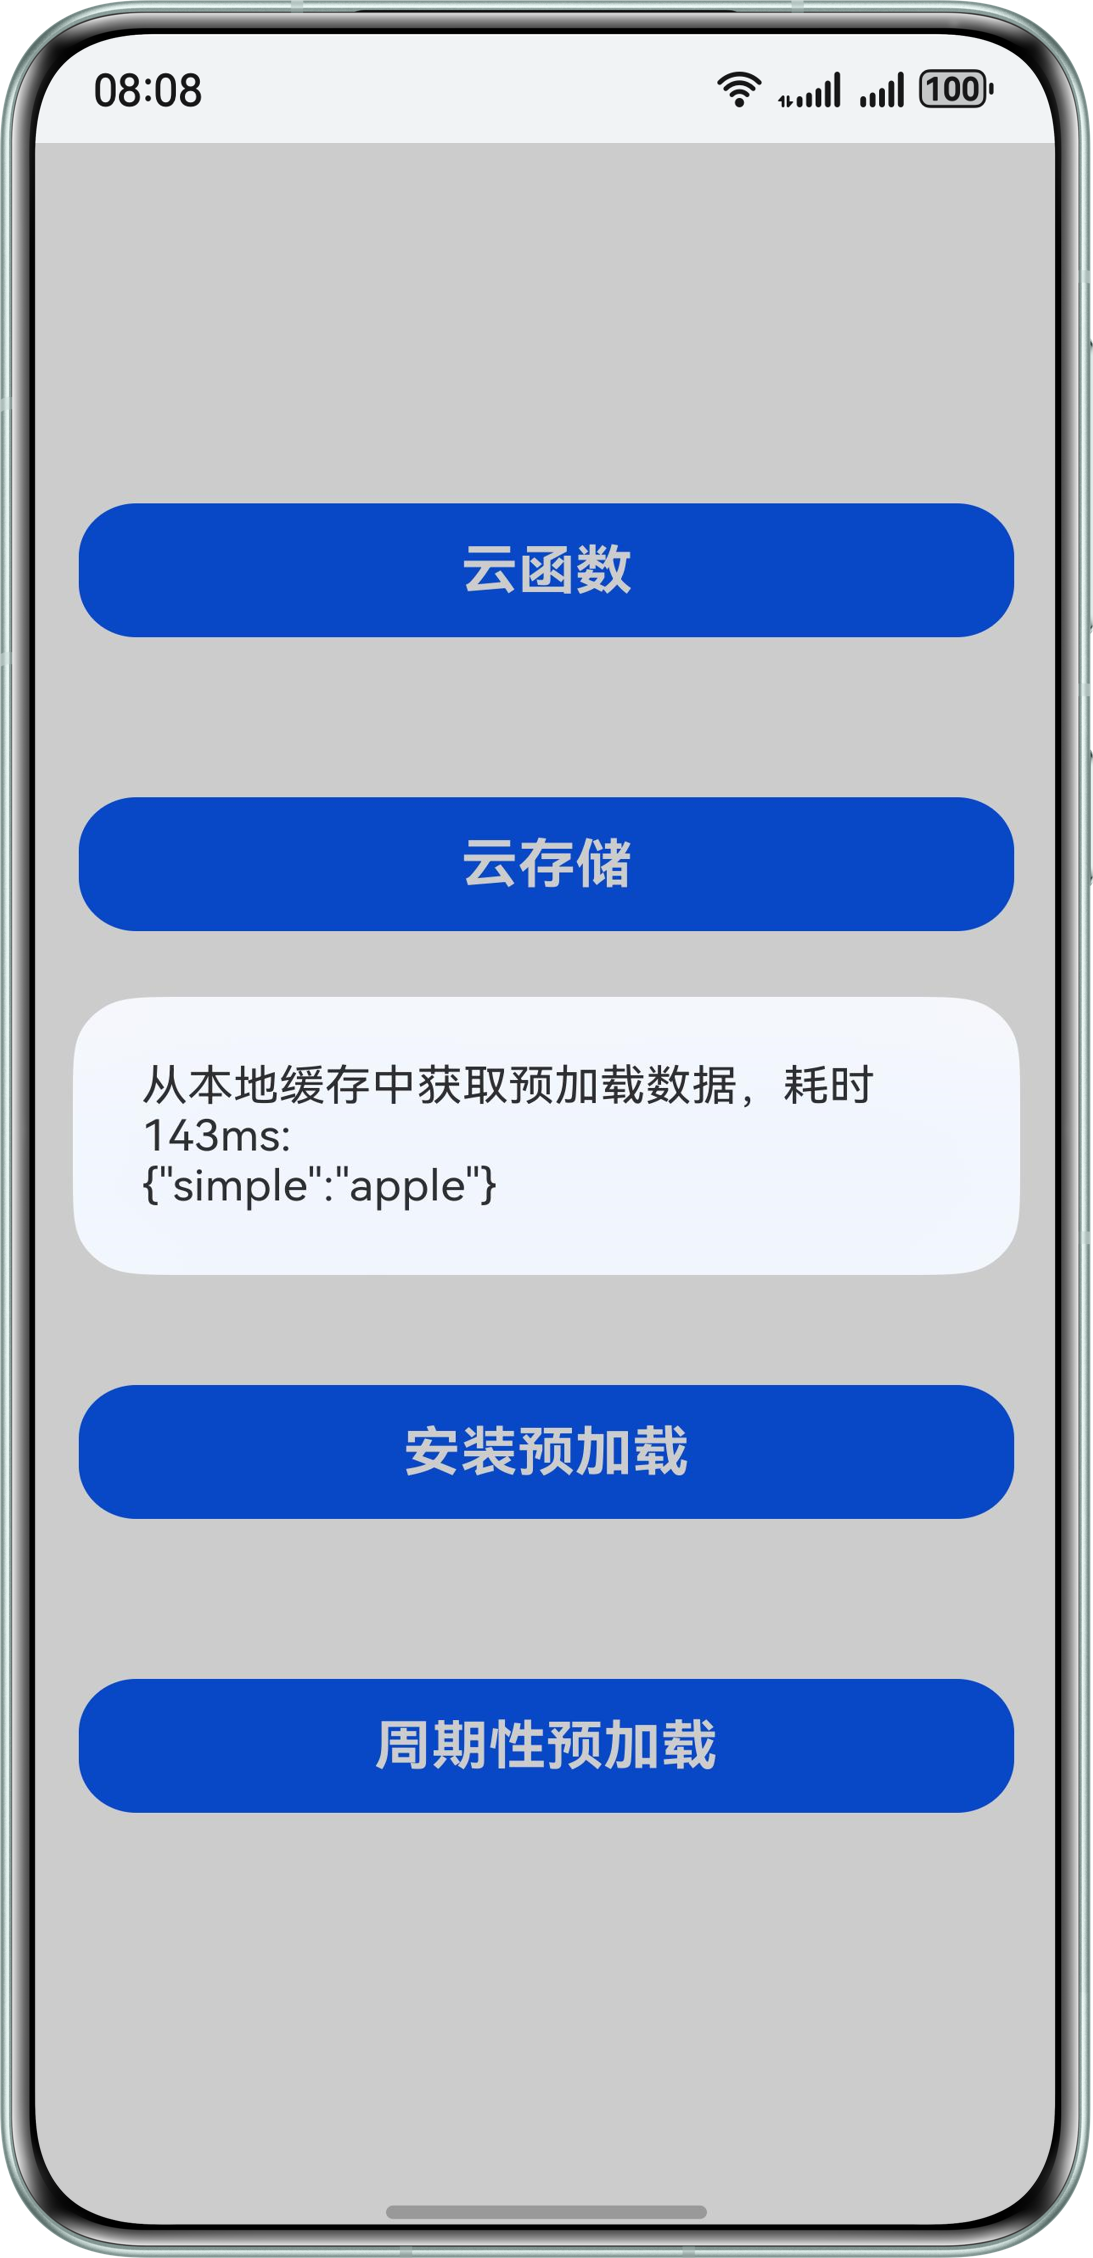 08:08
100
云函数
云存储
从本地缓存中获取预加载数据，耗时
143ms:
{"simple":"apple"}
安装预加载
周期性预加载